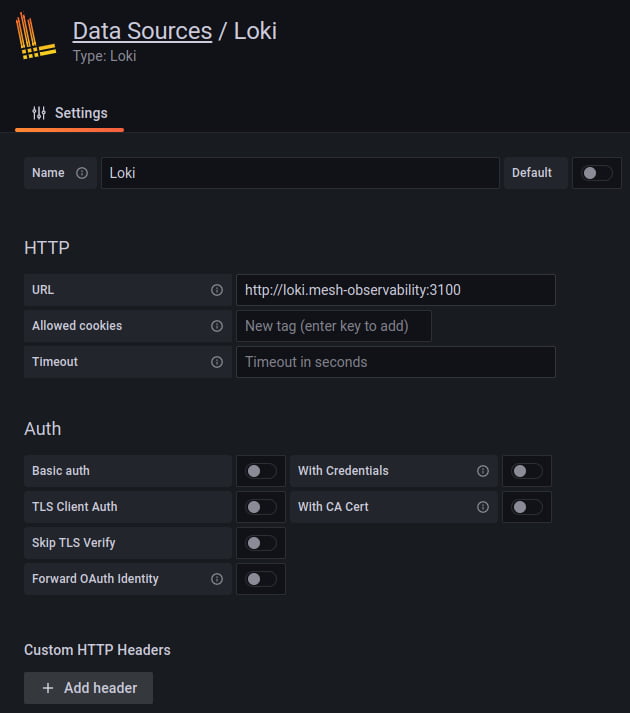 Data Sources / Loki
Type: Loki
Settings
Name Loki Default
HTTP
URL http://loki.mesh-observability:3100
Allowed cookies New tag (enter key to add)
Timeout Timeout in seconds
Auth
Basic auth With Credentials
TLS Client Auth With CA Cert
Skip TLS Verify
Forward OAuth Identity
Custom HTTP Headers
+ Add header